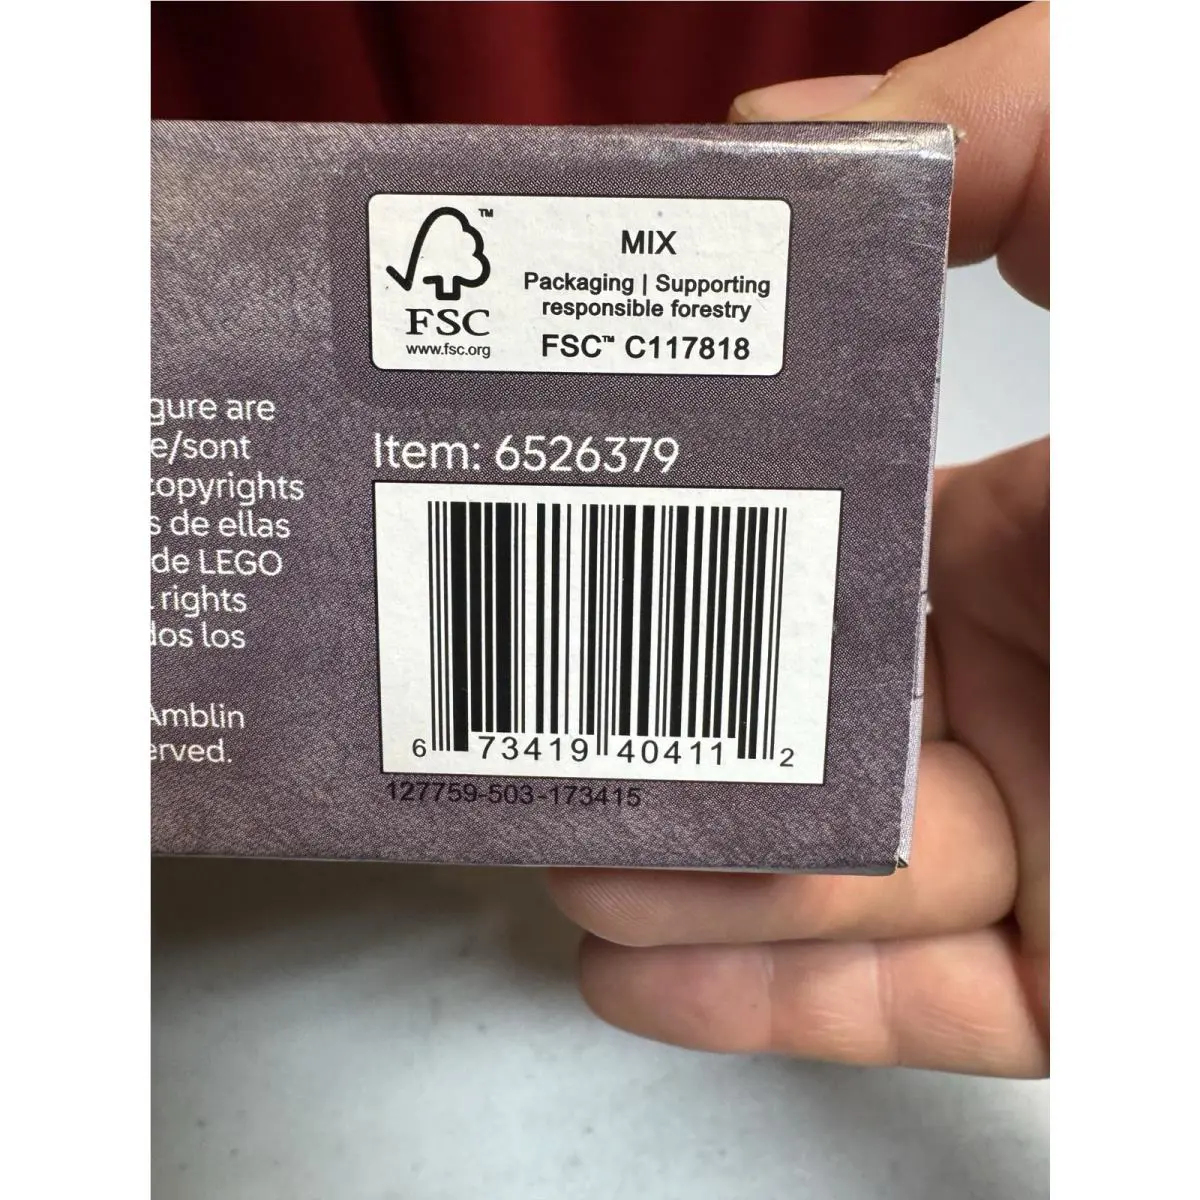 ™
FSC
www.fsc.org
MIX
Packaging | Supporting
responsible forestry
FSC™ C117818
gure are
e/sont
copyrights
s de ellas
de LEGO
rights
dos los
Amblin
erved.
Item: 6526379
6 73419 40411 2
127759-503-173415